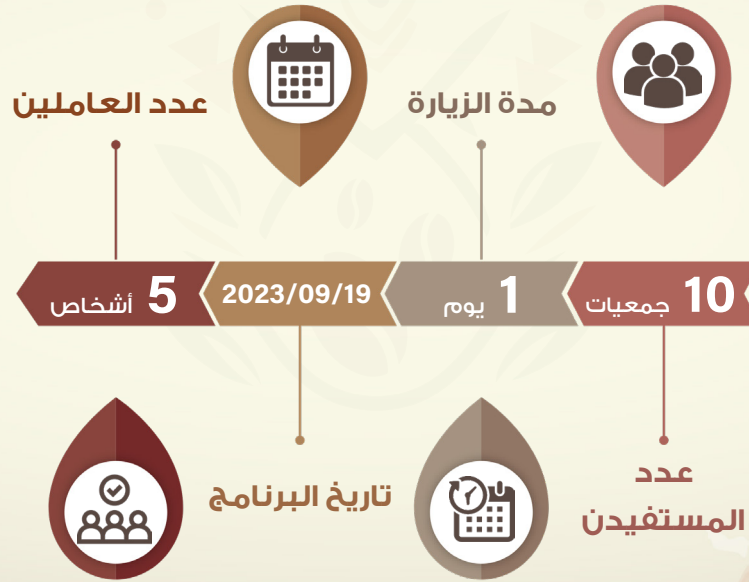 مدة الزيارة
عدد العاملين
10 جمعيات
1 يوم
2023/09/19
5 أشخاص
عدد
المستفيدن
تاريخ البرنامج